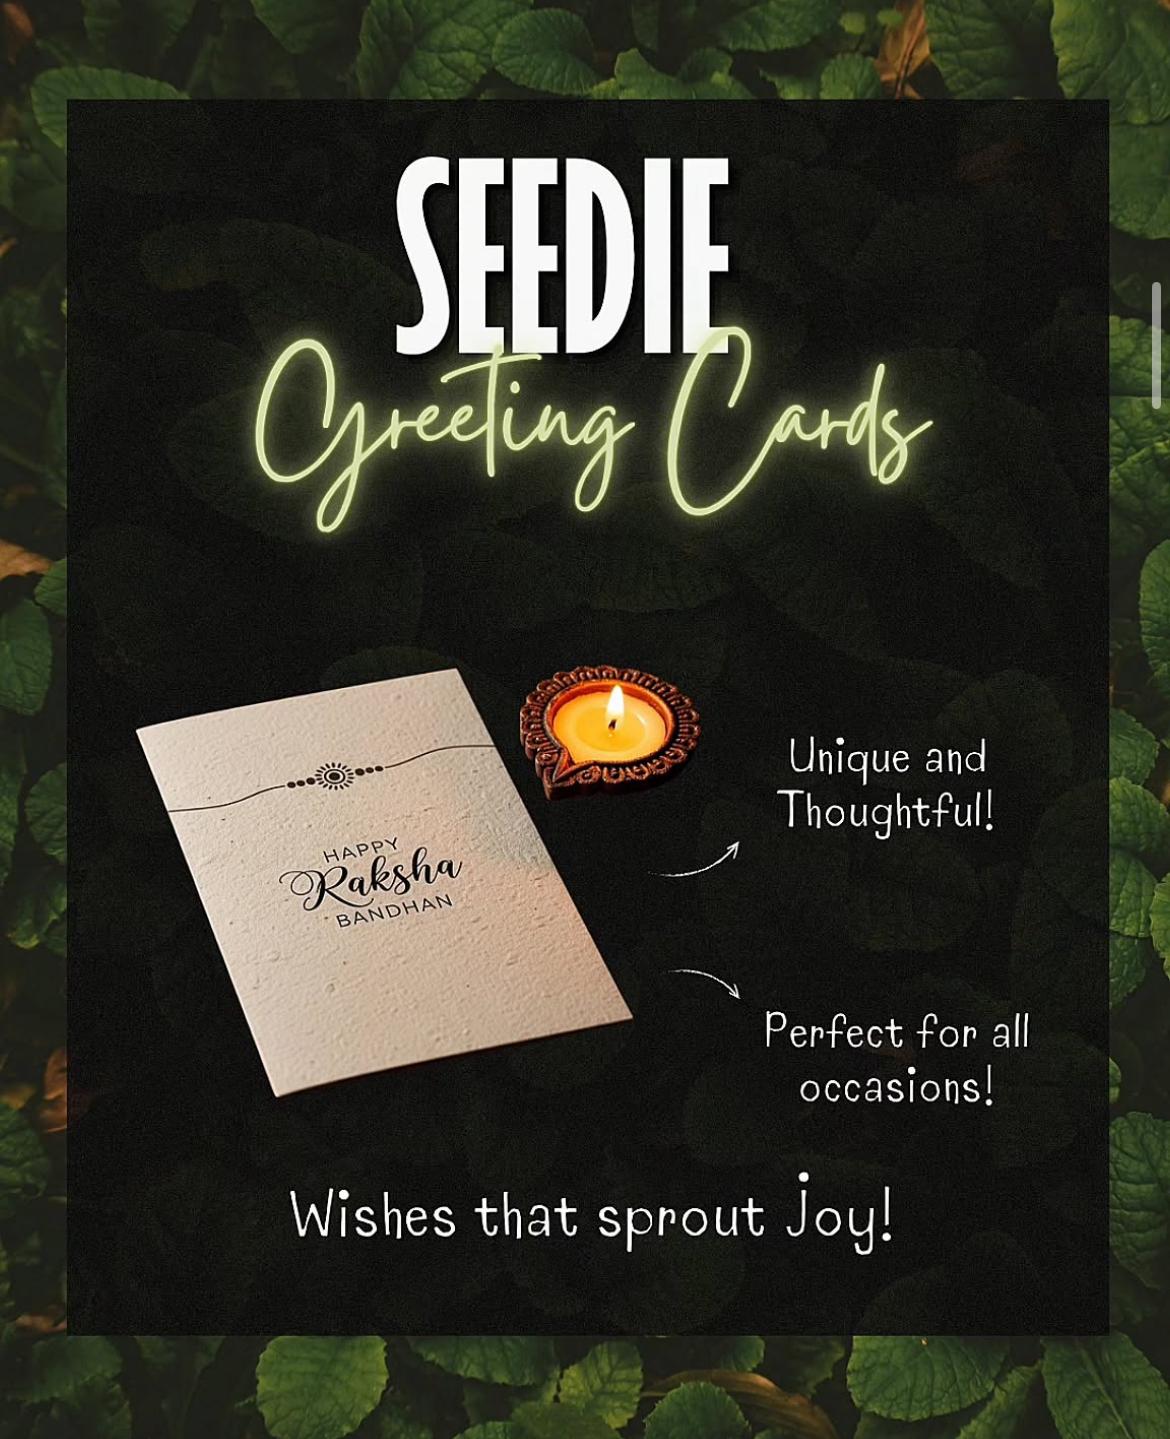 SEEDIE
Greeting Cards
HAPPY
Raksha
BANDHAN
Unique and
Thoughtful!
Perfect for all
occasions!
Wishes that sprout Joy!